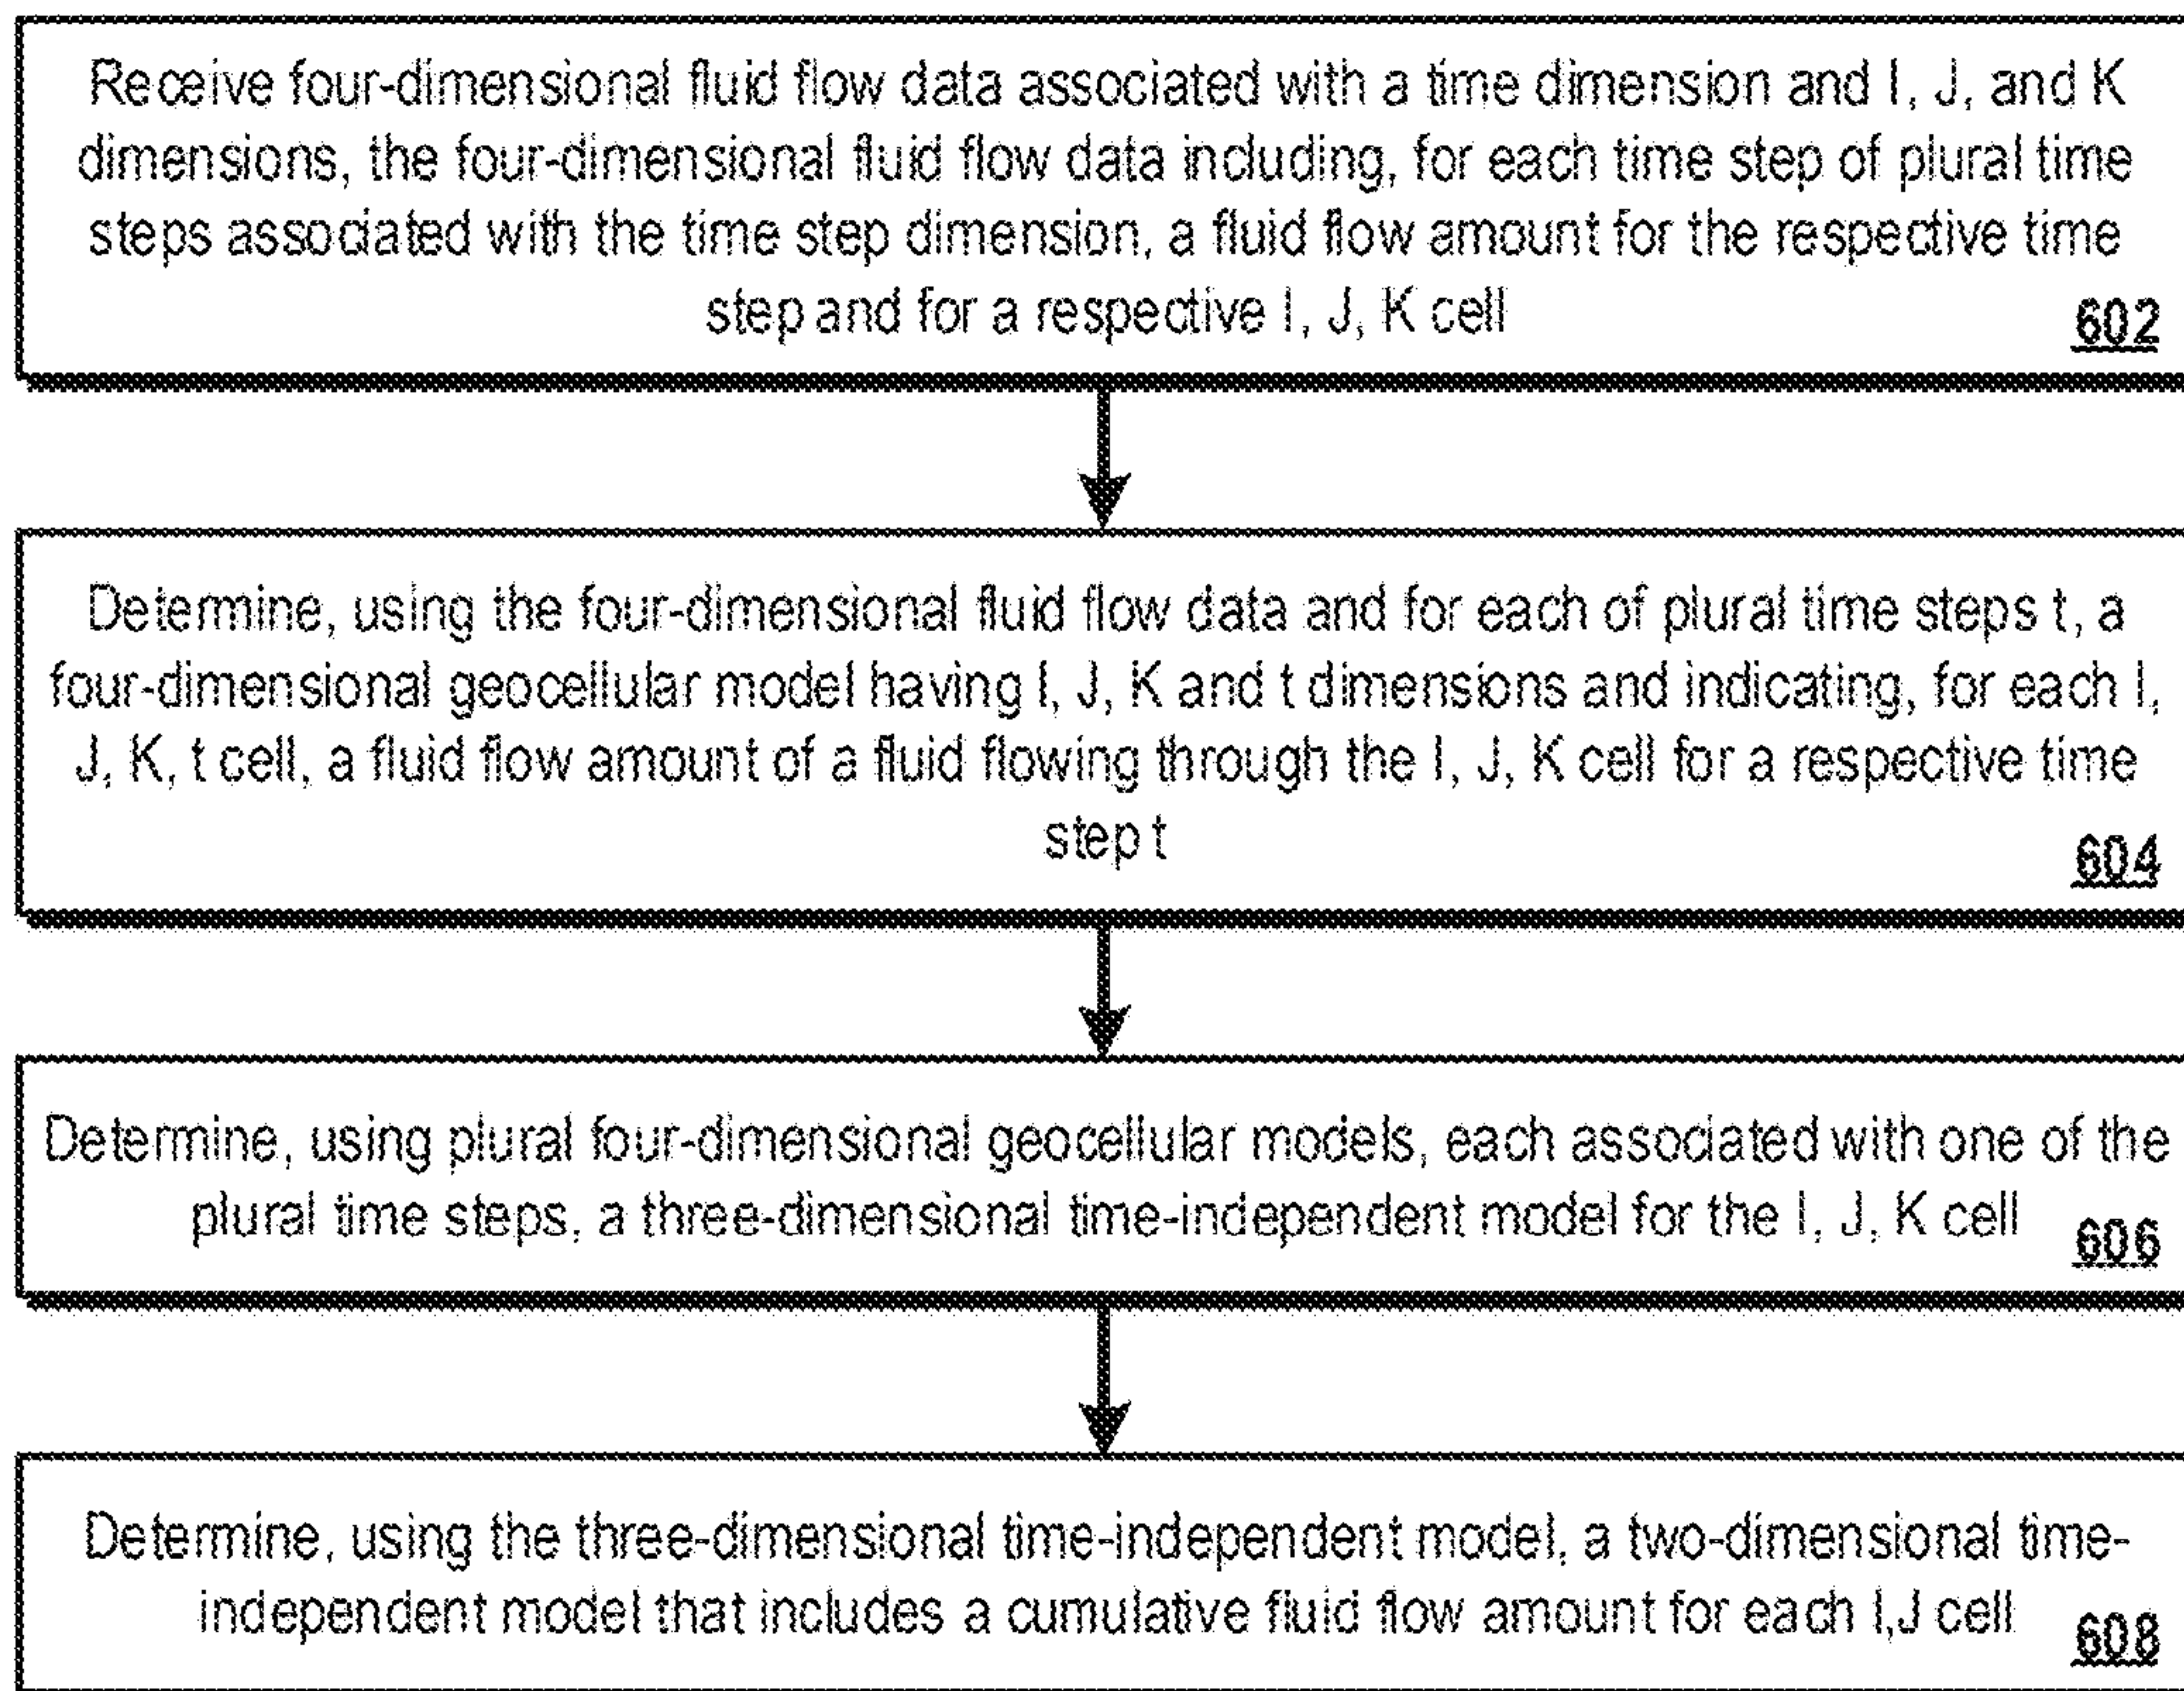 Receive four-dimensional fluid flow data associated with a time dimension and I, J, and K
dimensions, the four-dimensional fluid flow data including, for each time step of plural time
steps associated with the time step dimension, a fluid flow amount for the respective time
step and for a respective I, J, K cell
602
Determine, using the four-dimensional fluid flow data and for each of plural time steps t, a
four-dimensional geocellular model having I, J, K and t dimensions and indicating, for each I,
J, K, t cell, a fluid flow amount of a fluid flowing through the I, J, K cell for a respective time
step t
604
Determine, using plural four-dimensional geocellular models, each associated with one of the
plural time steps, a three-dimensional time-independent model for the I, J, K cell
606
Determine, using the three-dimensional time-independent model, a two-dimensional time-
independent model that includes a cumulative fluid flow amount for each I,J cell
608